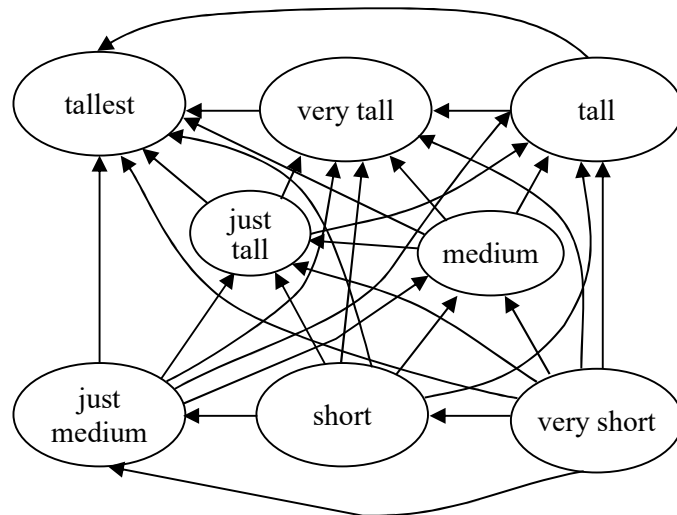 tallest
very tall
tall
just
tall
medium
just
medium
short
very short